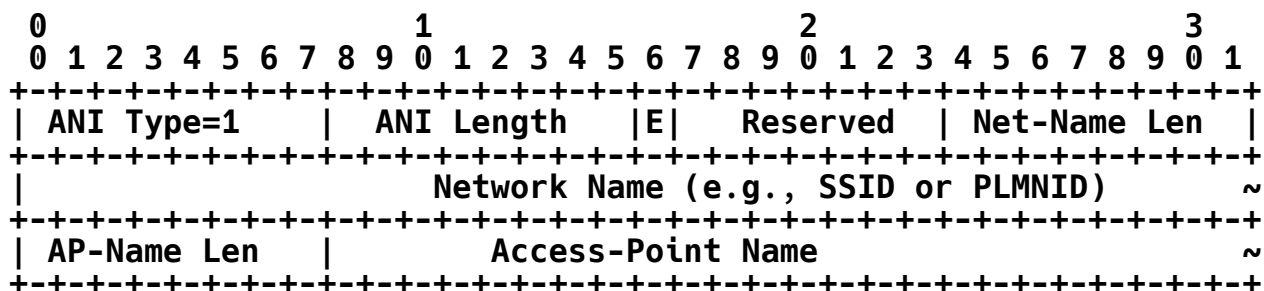 0                   1                   2                   3
 0 1 2 3 4 5 6 7 8 9 0 1 2 3 4 5 6 7 8 9 0 1 2 3 4 5 6 7 8 9 0 1
+-+-+-+-+-+-+-+-+-+-+-+-+-+-+-+-+-+-+-+-+-+-+-+-+-+-+-+-+-+-+-+-+
| ANI Type=1    |  ANI Length   |E|   Reserved  | Net-Name Len  |
+-+-+-+-+-+-+-+-+-+-+-+-+-+-+-+-+-+-+-+-+-+-+-+-+-+-+-+-+-+-+-+-+
|                     Network Name (e.g., SSID or PLMNID)       ~
+-+-+-+-+-+-+-+-+-+-+-+-+-+-+-+-+-+-+-+-+-+-+-+-+-+-+-+-+-+-+-+-+
| AP-Name Len   |        Access-Point Name                      ~
+-+-+-+-+-+-+-+-+-+-+-+-+-+-+-+-+-+-+-+-+-+-+-+-+-+-+-+-+-+-+-+-+